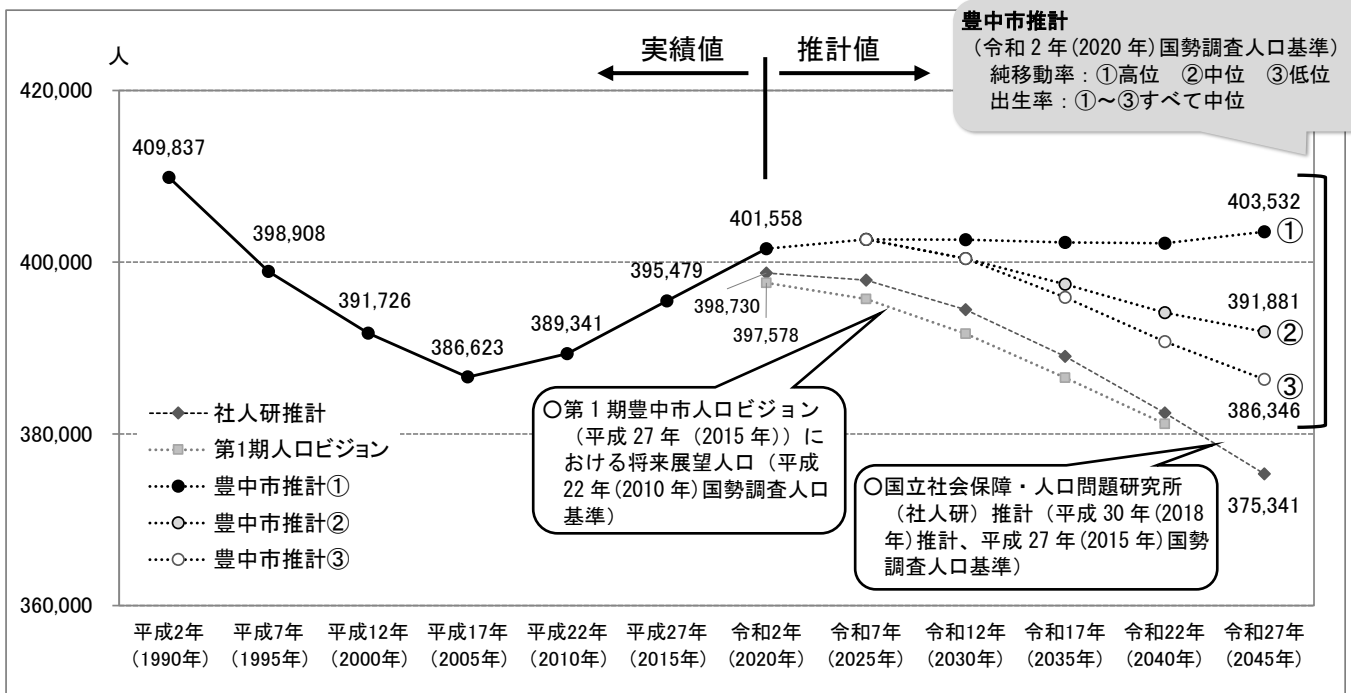 豊中市推計
（令和2年(2020年)国勢調査人口基準）
純移動率：①高位　②中位　③低位
出生率：①～③すべて中位
人
実績値
推計値
420,000
400,000
380,000
360,000
409,837
398,908
391,726
386,623
389,341
395,479
401,558
398,730
397,578
403,532
①
391,881
②
③
386,346
375,341
社人研推計
第1期人口ビジョン
豊中市推計①
豊中市推計②
豊中市推計③
○第1期豊中市人口ビジョン
（平成27年（2015年））に
おける将来展望人口（平成
22年(2010年)国勢調査人口
基準）
○国立社会保障・人口問題研究所
（社人研）推計（平成30年(2018
年)推計、平成27年(2015年)国勢
調査人口基準）
平成2年 平成7年 平成12年 平成17年 平成22年 平成27年 令和2年 令和7年 令和12年 令和17年 令和22年 令和27年
（1990年） （1995年） （2000年） （2005年） （2010年） （2015年） （2020年） （2025年） （2030年） （2035年） （2040年） （2045年）